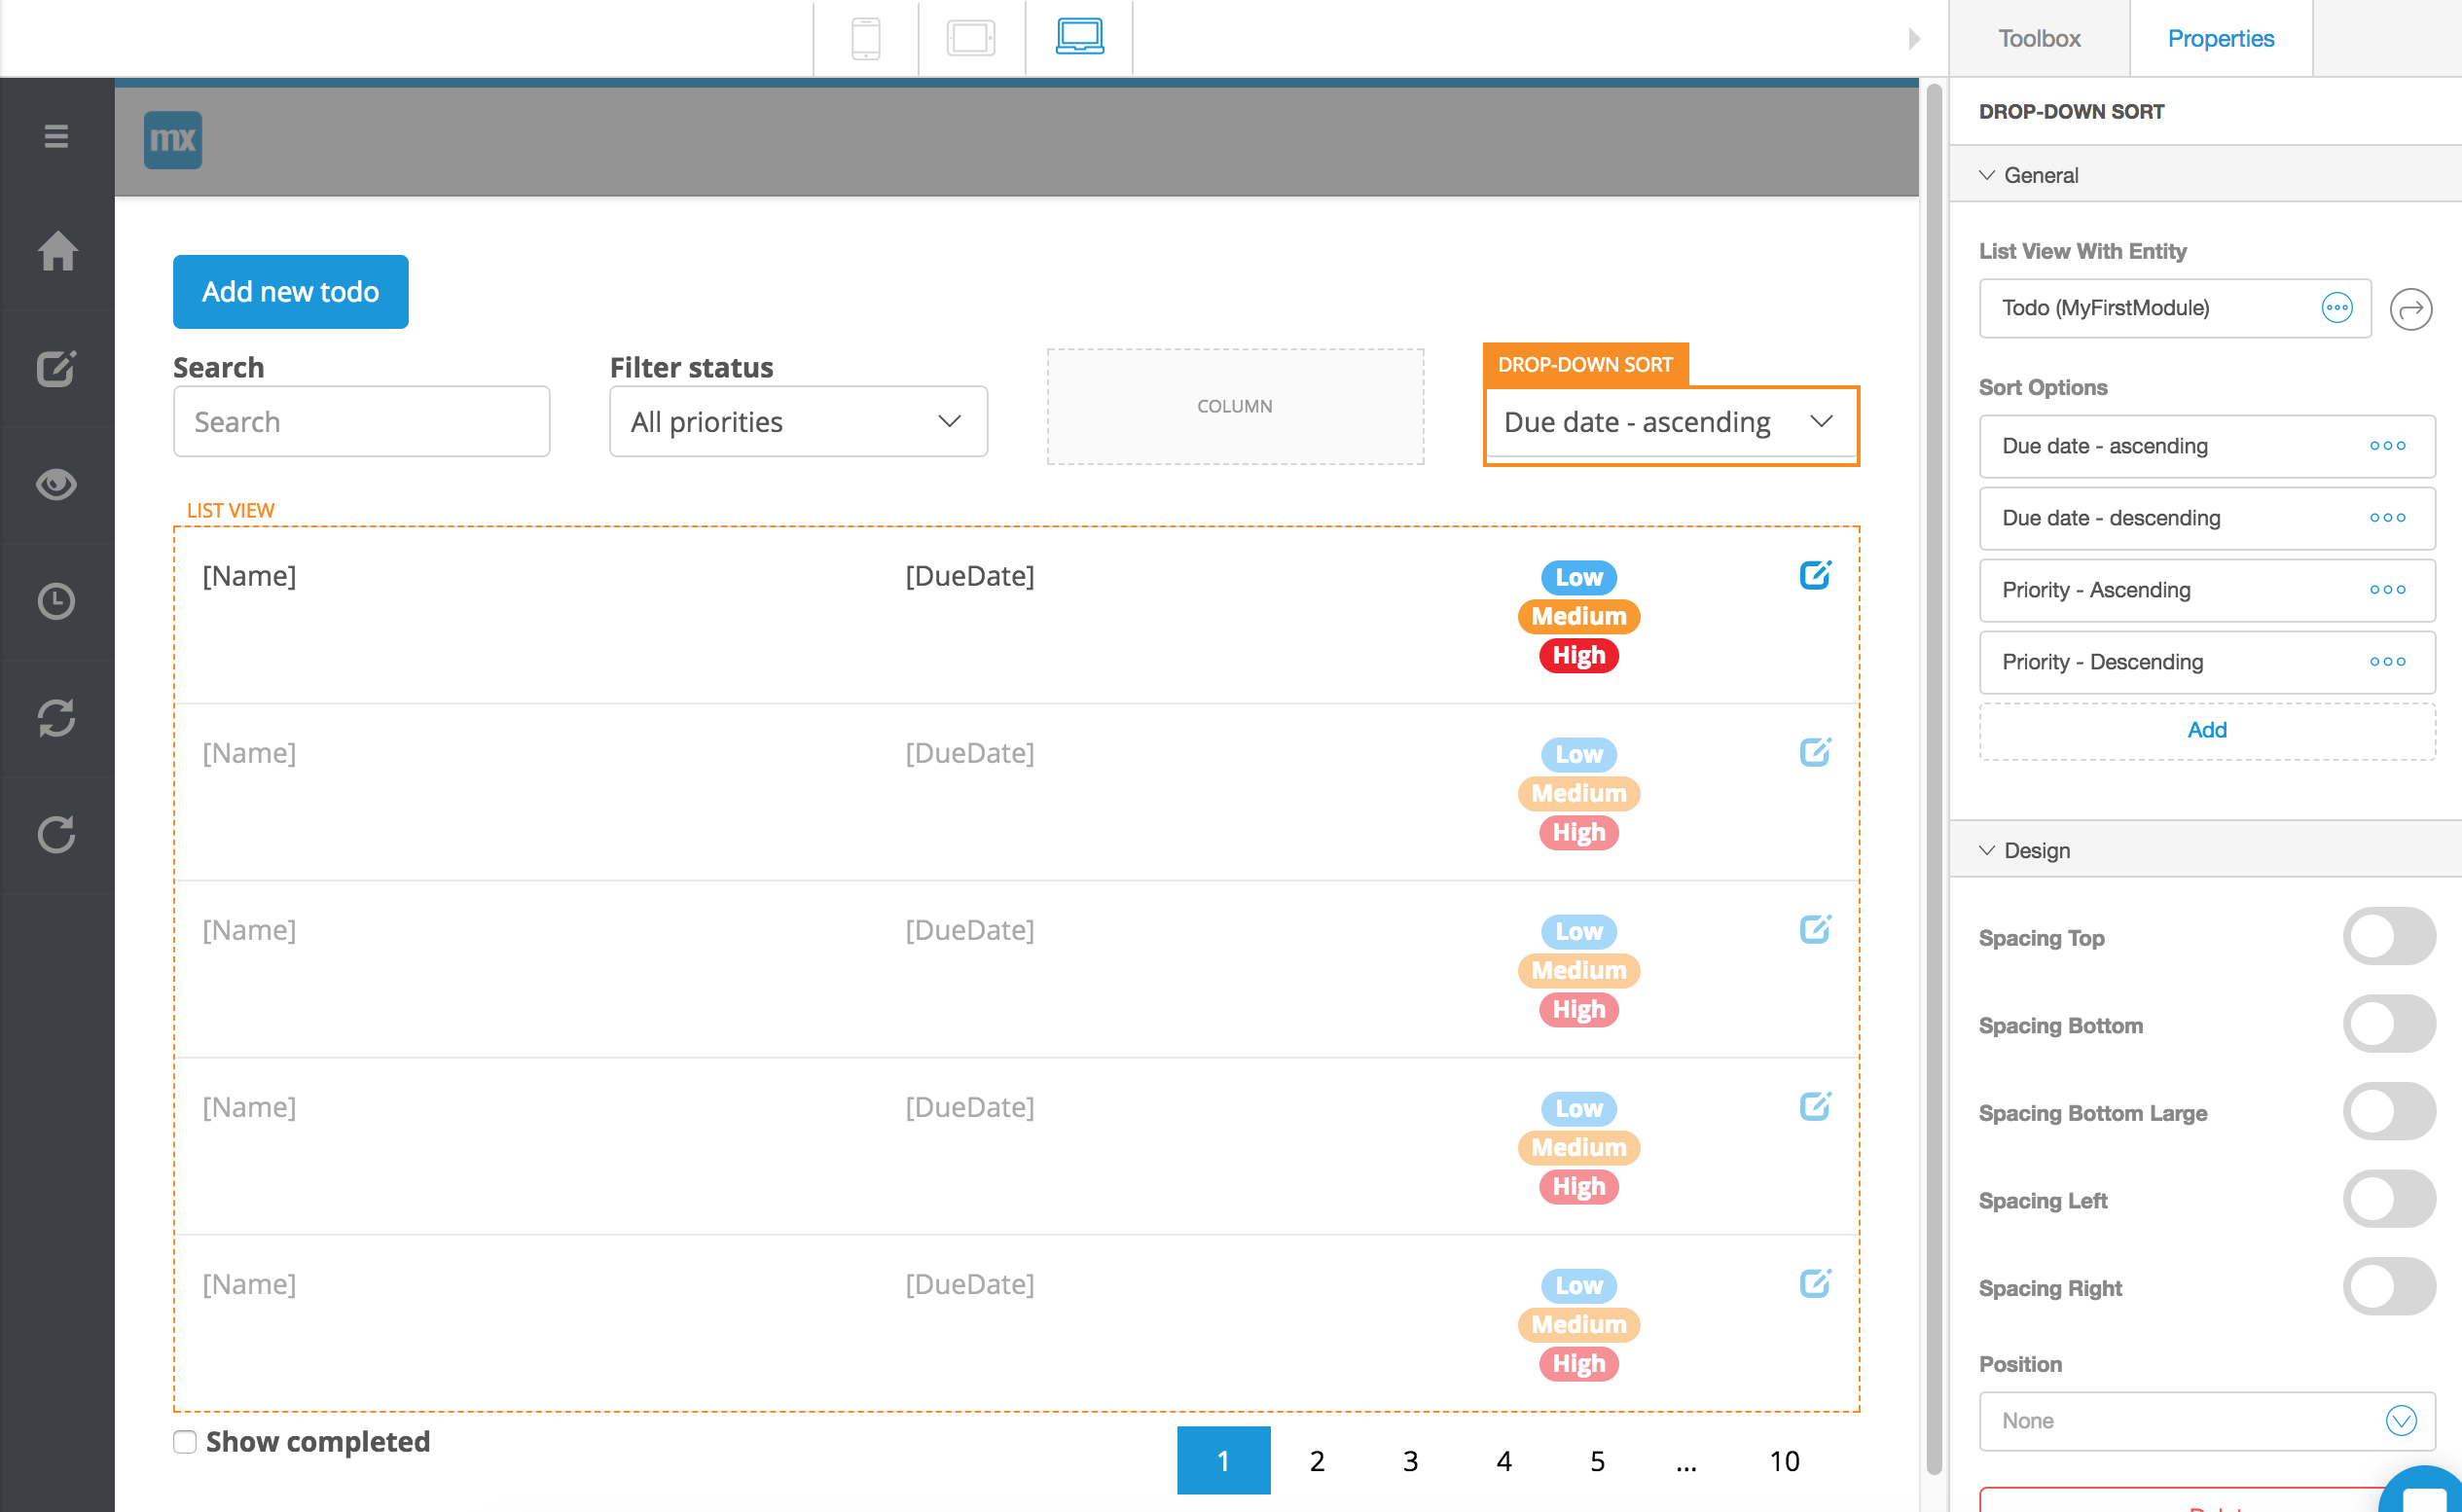 Toolbox
Properties
mx
DROP-DOWN SORT
General
List View With Entity
Todo (MyFirstModule)
Add new todo
Search
Filter status
DROP-DOWN SORT
Search
All priorities
COLUMN
Due date - ascending
Sort Options
Due date - ascending
Due date - descending
Priority - Ascending
Priority - Descending
Add
LIST VIEW
[Name]
[DueDate]
Low
Medium
High
[Name]
[DueDate]
Low
Medium
High
[Name]
[DueDate]
Low
Medium
High
[Name]
[DueDate]
Low
Medium
High
[Name]
[DueDate]
Low
Medium
High
Show completed
1 2 3 4 5 ... 10
Design
Spacing Top
Spacing Bottom
Spacing Bottom Large
Spacing Left
Spacing Right
Position
None